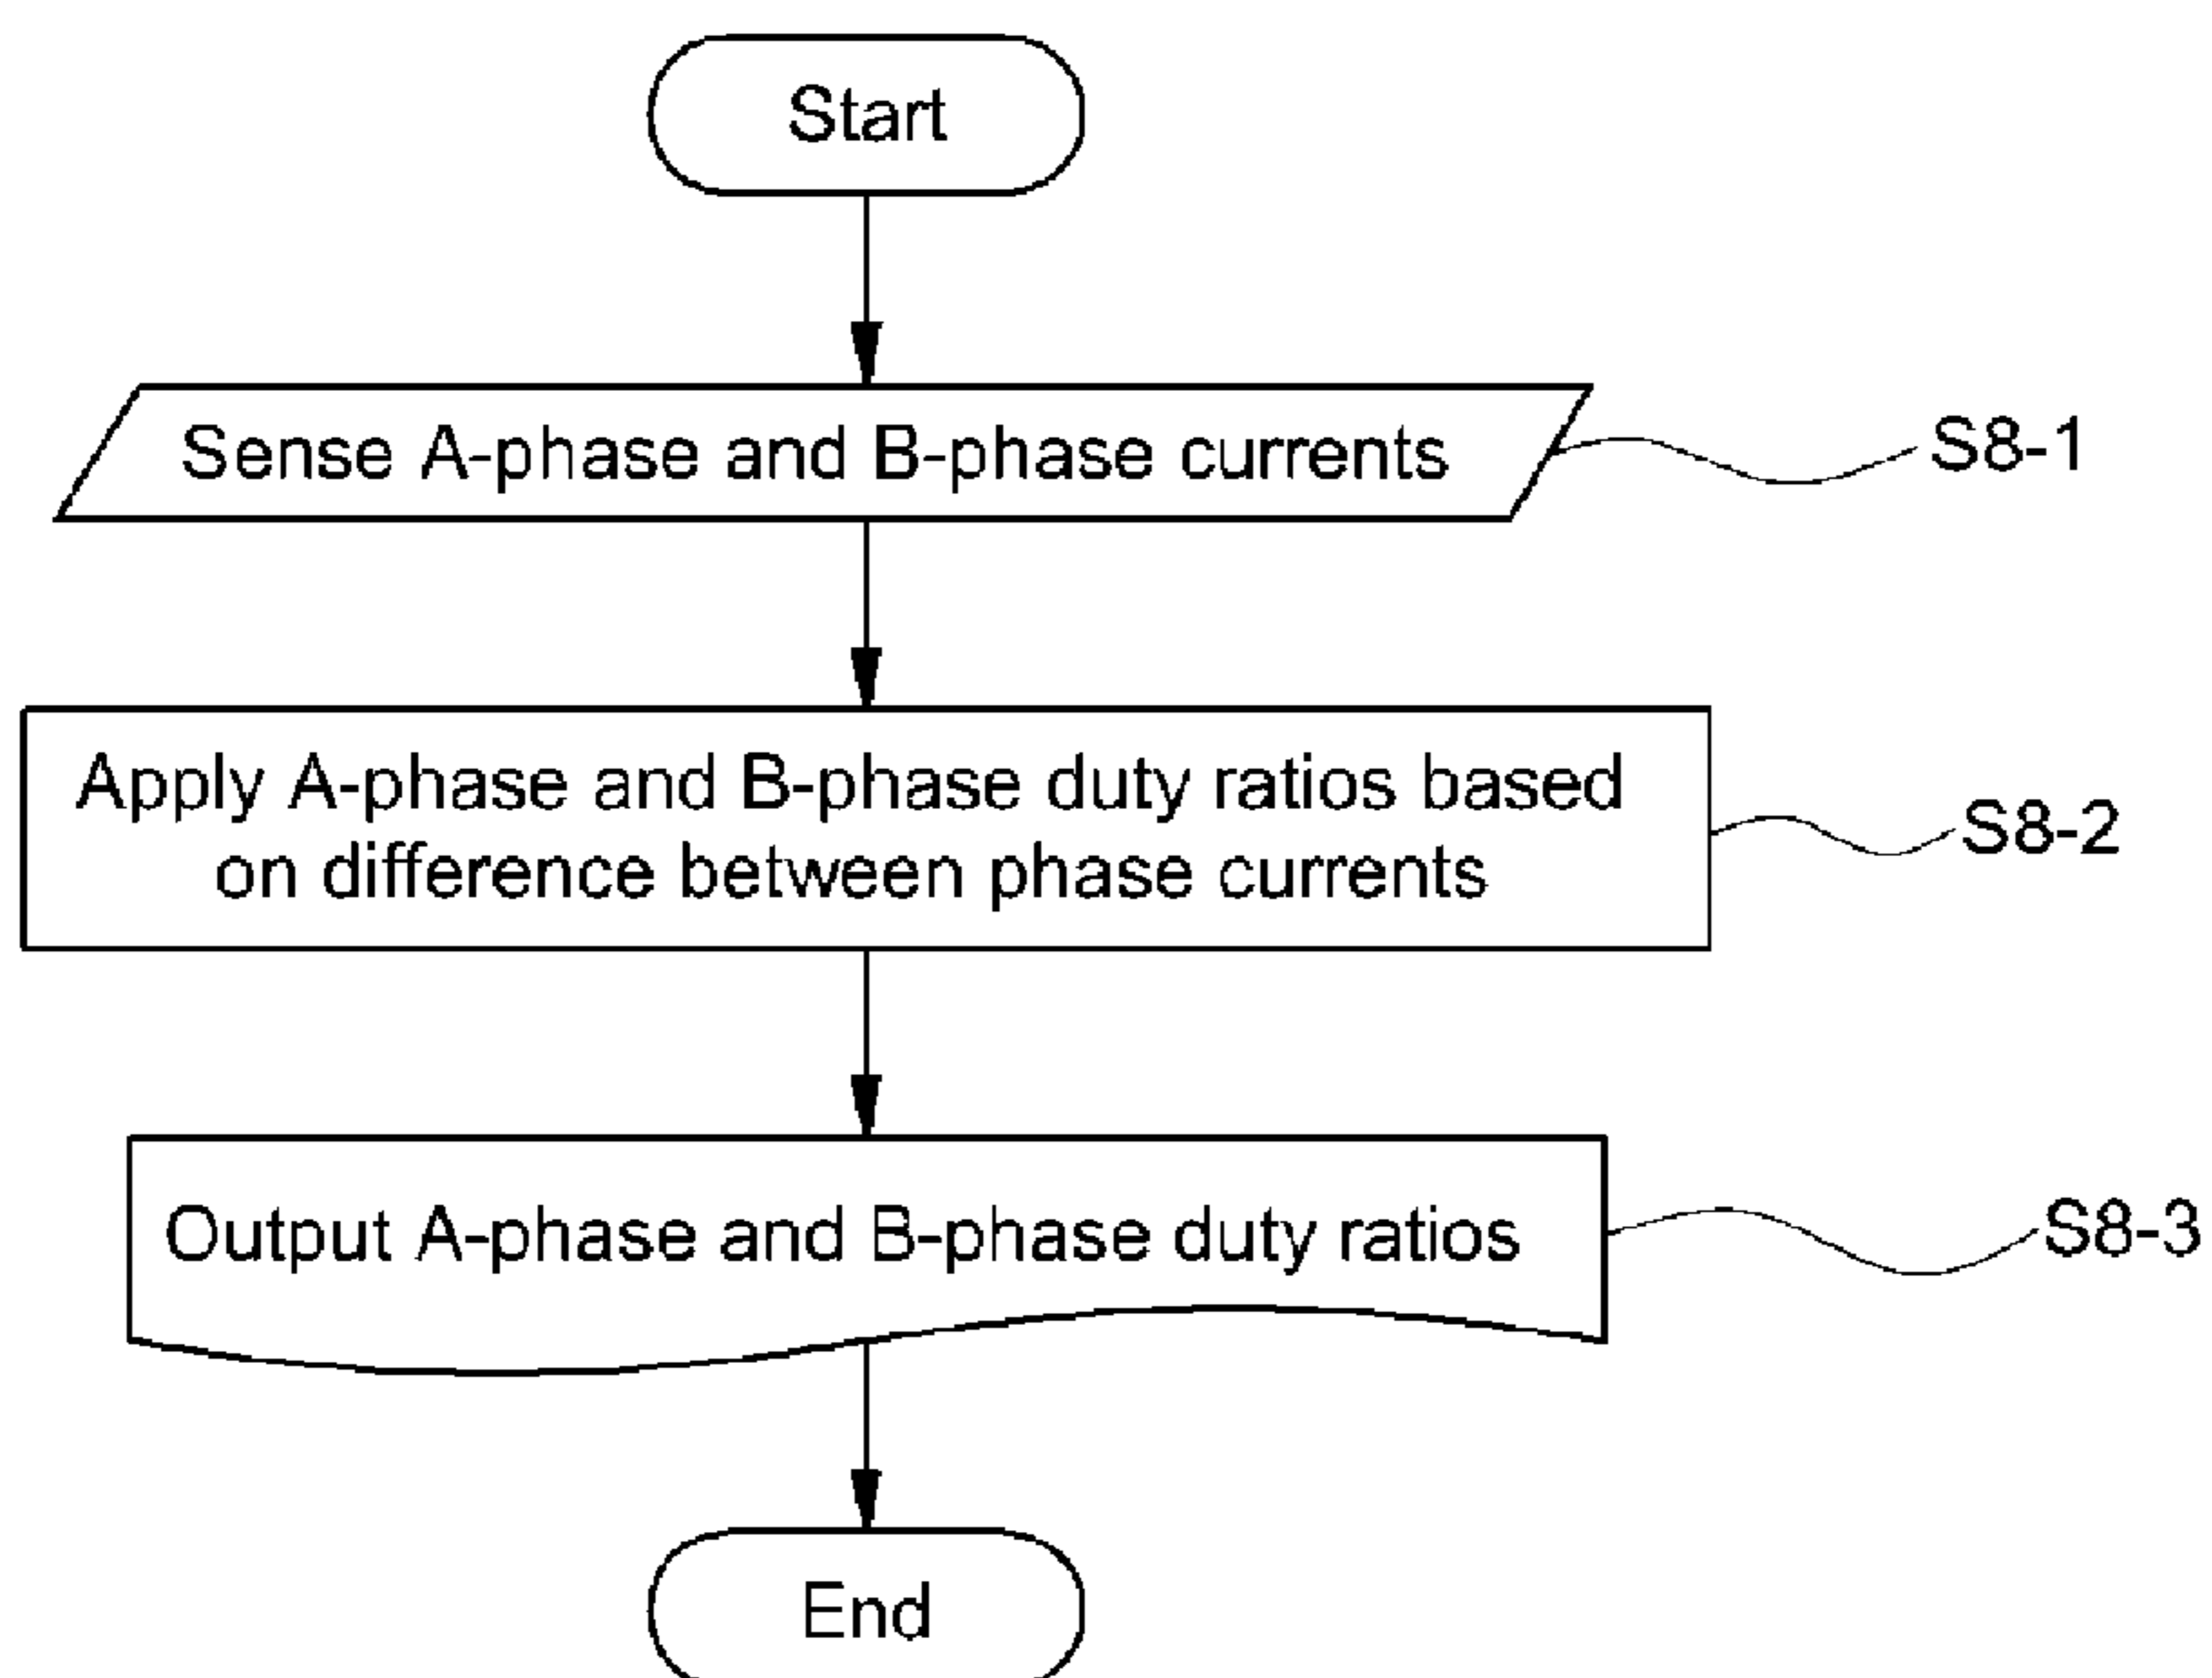 Start
Sense A-phase and B-phase currents
S8-1
Apply A-phase and B-phase duty ratios based
on difference between phase currents
S8-2
Output A-phase and B-phase duty ratios
S8-3
End